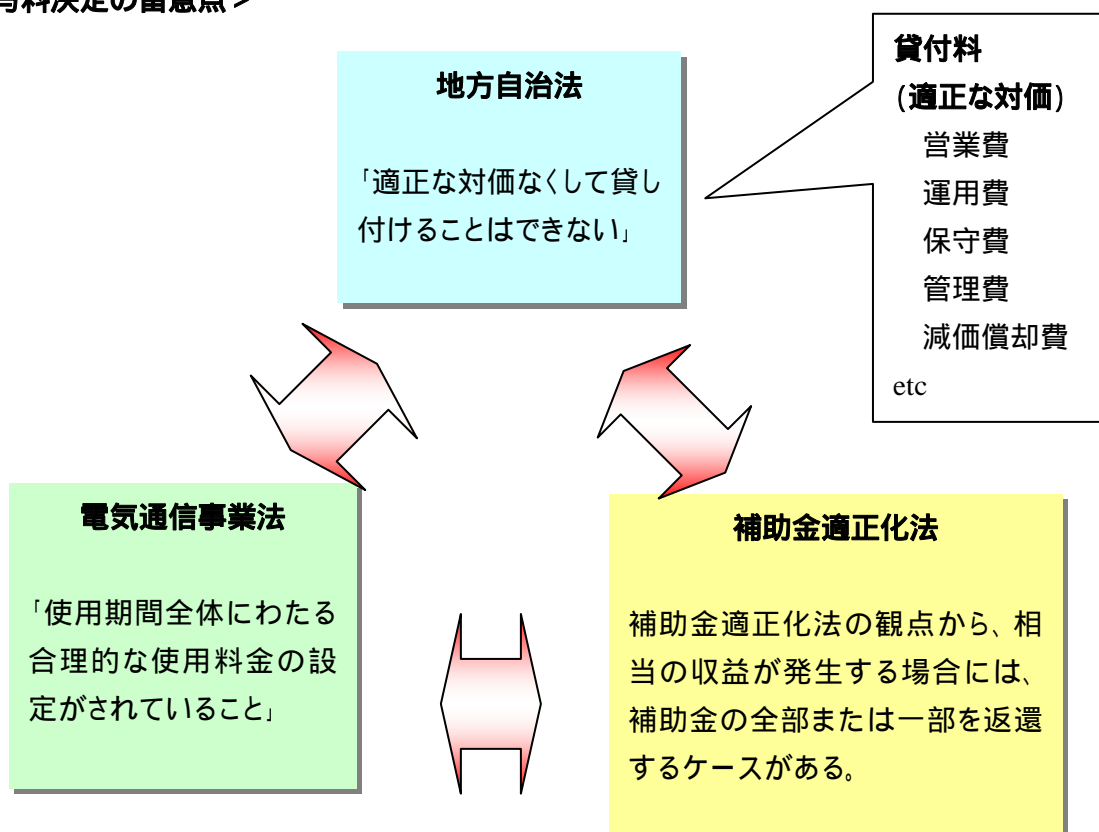 料決定の留意点＞
貸付料
(適正な対価)
営業費
運用費
保守費
管理費
減価償却費
etc
地方自治法
「適正な対価なくして貸し
付けることはできない」
電気通信事業法
「使用期間全体にわたる
合理的な使用料金の設
定がされていること」
補助金適正化法
補助金適正化法の観点から、相
当の収益が発生する場合には、
補助金の全部または一部を返還
するケースがある。